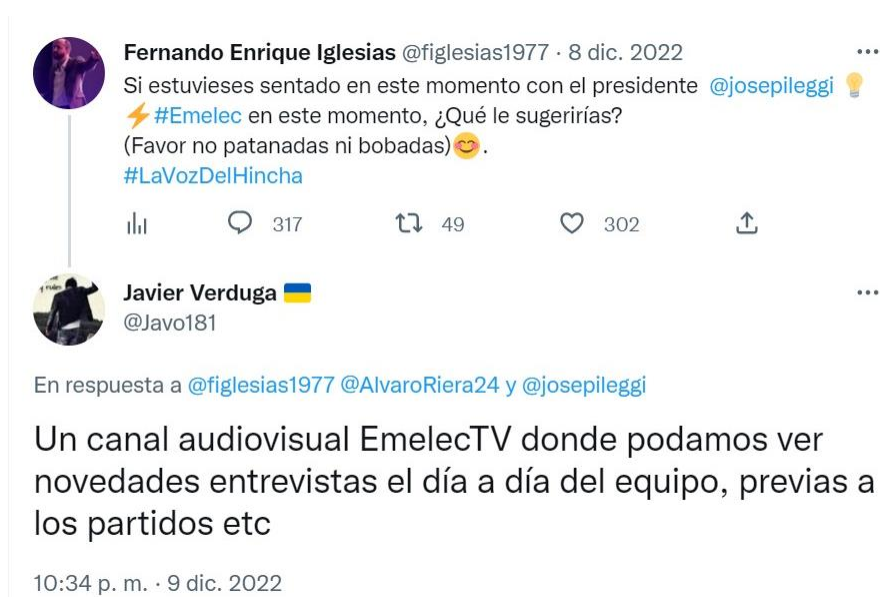 Fernando Enrique Iglesias @figlesias1977 · 8 dic. 2022
Si estuvieses sentado en este momento con el presidente @josepileggi 💡
⚡#Emelec en este momento, ¿Qué le sugerirías?
(Favor no patanadas ni bobadas)😊.
#LaVozDelHincha
317 49 302
Javier Verduga 🇺🇦
@Javo181
En respuesta a @figlesias1977 @AlvaroRiera24 y @josepileggi
Un canal audiovisual EmelecTV donde podamos ver
novedades entrevistas el día a día del equipo, previas a
los partidos etc
10:34 p. m. · 9 dic. 2022